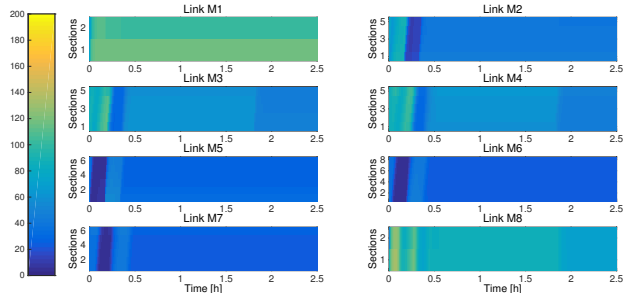 Link M1
Link M2
200
180
160
140
120
100
80
60
40
20
0
Sections
2
1
0 0.5 1 1.5 2 2.5
Sections
5
3
1
0 0.5 1 1.5 2 2.5
Link M3
Link M4
Sections
5
3
1
0 0.5 1 1.5 2 2.5
Sections
5
3
1
0 0.5 1 1.5 2 2.5
Link M5
Link M6
Sections
6
4
2
0 0.5 1 1.5 2 2.5
Sections
8
6
4
2
0 0.5 1 1.5 2 2.5
Link M7
Link M8
Sections
6
4
2
0 0.5 1 1.5 2 2.5
Time [h]
Sections
2
1
0 0.5 1 1.5 2 2.5
Time [h]